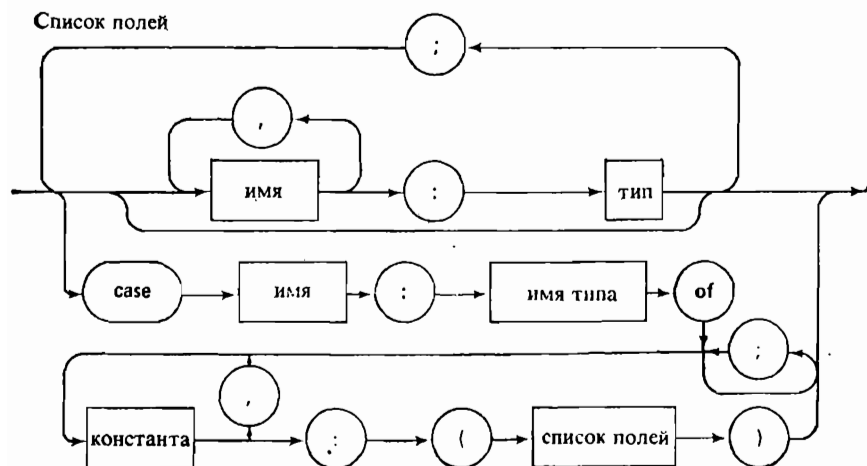 Список полей
;
,
имя : тип
case имя : имя типа of
;
,
константа : ( список полей )